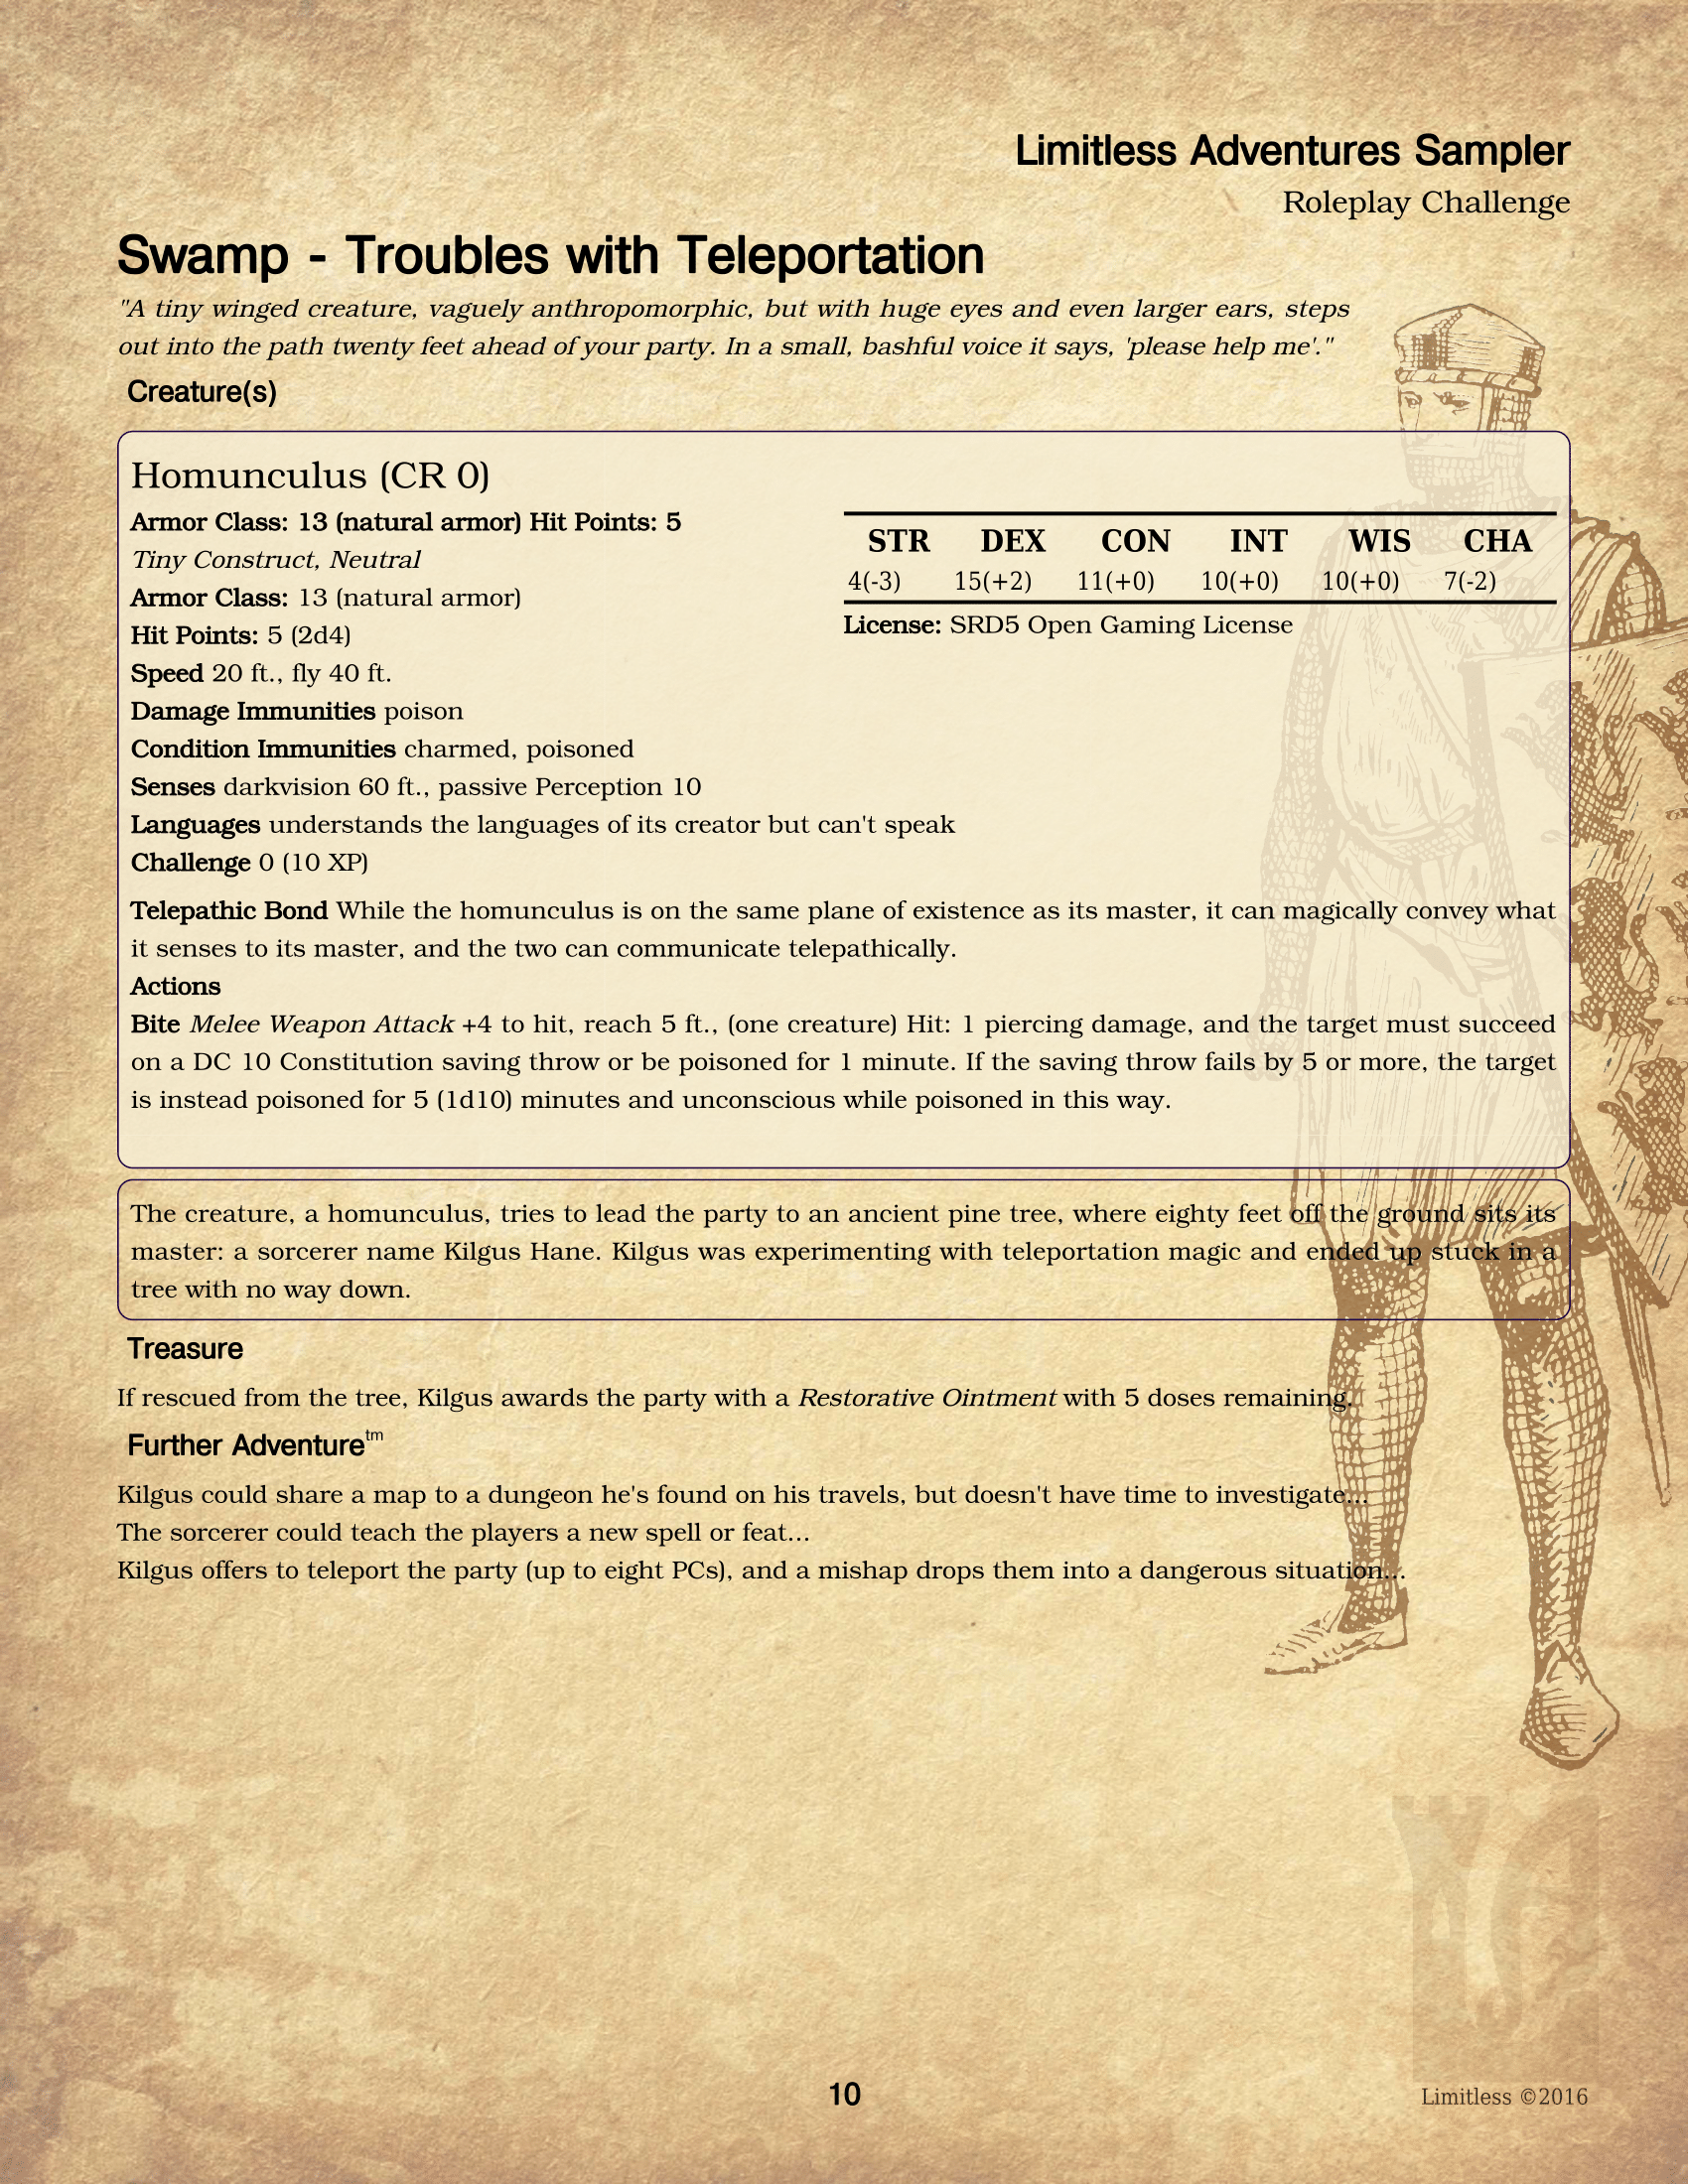 Limitless Adventures Sampler
Roleplay Challenge
Swamp - Troubles with Teleportation
"A tiny winged creature, vaguely anthropomorphic, but with huge eyes and even larger ears, steps
out into the path twenty feet ahead of your party. In a small, bashful voice it says, 'please help me'."
Creature(s)
Homunculus (CR 0)
Armor Class: 13 (natural armor) Hit Points: 5
Tiny Construct, Neutral
Armor Class: 13 (natural armor)
Hit Points: 5 (2d4)
Speed 20 ft., fly 40 ft.
Damage Immunities poison
Condition Immunities charmed, poisoned
Senses darkvision 60 ft., passive Perception 10
Languages understands the languages of its creator but can't speak
Challenge 0 (10 XP)
STR DEX CON INT WIS CHA
4(-3) 15(+2) 11(+0) 10(+0) 10(+0) 7(-2)
License: SRD5 Open Gaming License
Telepathic Bond While the homunculus is on the same plane of existence as its master, it can magically convey what
it senses to its master, and the two can communicate telepathically.
Actions
Bite Melee Weapon Attack +4 to hit, reach 5 ft., (one creature) Hit: 1 piercing damage, and the target must succeed
on a DC 10 Constitution saving throw or be poisoned for 1 minute. If the saving throw fails by 5 or more, the target
is instead poisoned for 5 (1d10) minutes and unconscious while poisoned in this way.
The creature, a homunculus, tries to lead the party to an ancient pine tree, where eighty feet off the ground sits its
master: a sorcerer name Kilgus Hane. Kilgus was experimenting with teleportation magic and ended up stuck in a
tree with no way down.
Treasure
If rescued from the tree, Kilgus awards the party with a Restorative Ointment with 5 doses remaining.
Further Adventure™
Kilgus could share a map to a dungeon he's found on his travels, but doesn't have time to investigate...
The sorcerer could teach the players a new spell or feat...
Kilgus offers to teleport the party (up to eight PCs), and a mishap drops them into a dangerous situation...
10
Limitless ©2016